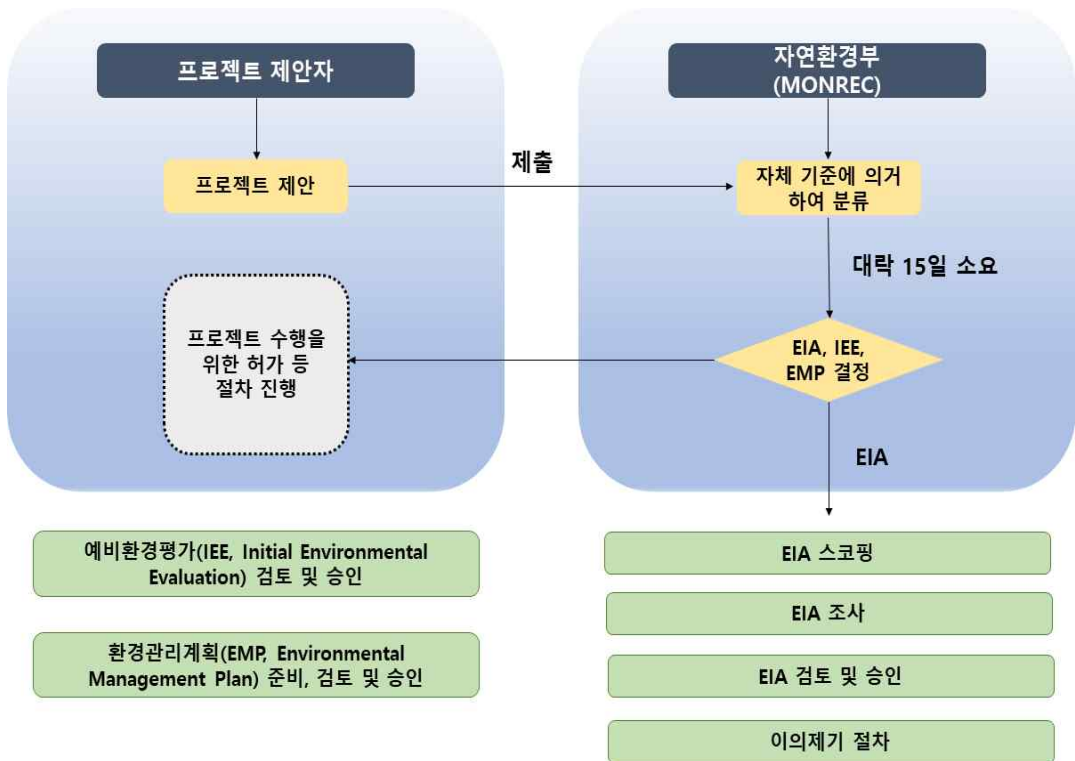 프로젝트 제안자
자연환경부
(MONREC)
프로젝트 제안
제출
자체 기준에 의거
하여 분류
대락 15일 소요
프로젝트 수행을
위한 허가 등
절차 진행
EIA, IEE,
EMP 결정
EIA
예비환경평가(IEE, Initial Environmental
Evaluation) 검토 및 승인
환경관리계획(EMP, Environmental
Management Plan) 준비, 검토 및 승인
EIA 스코핑
EIA 조사
EIA 검토 및 승인
이의제기 절차